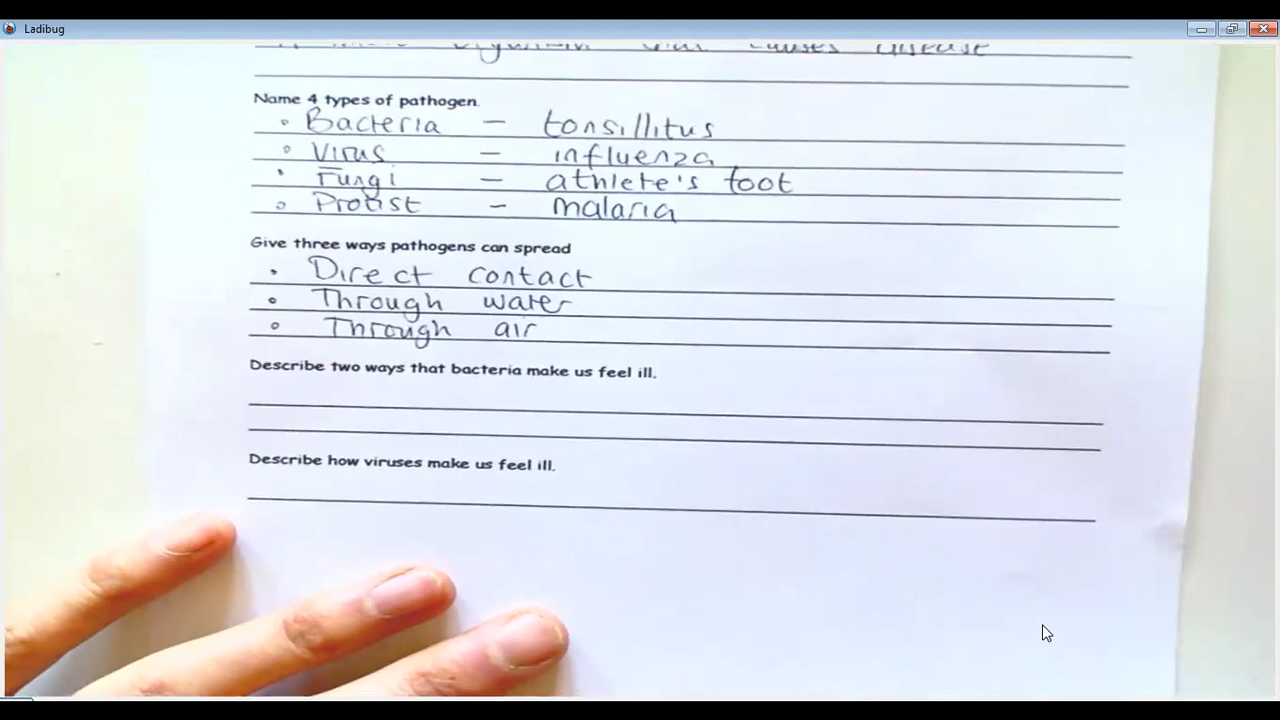 Ladibug
causes disease
Name 4 types of pathogen.
• Bacteria – tonsillitus
• Virus – influenza
• Fungi – athlete's foot
• Protist – malaria
Give three ways pathogens can spread
• Direct contact
• Through water
• Through air
Describe two ways that bacteria make us feel ill.
Describe how viruses make us feel ill.